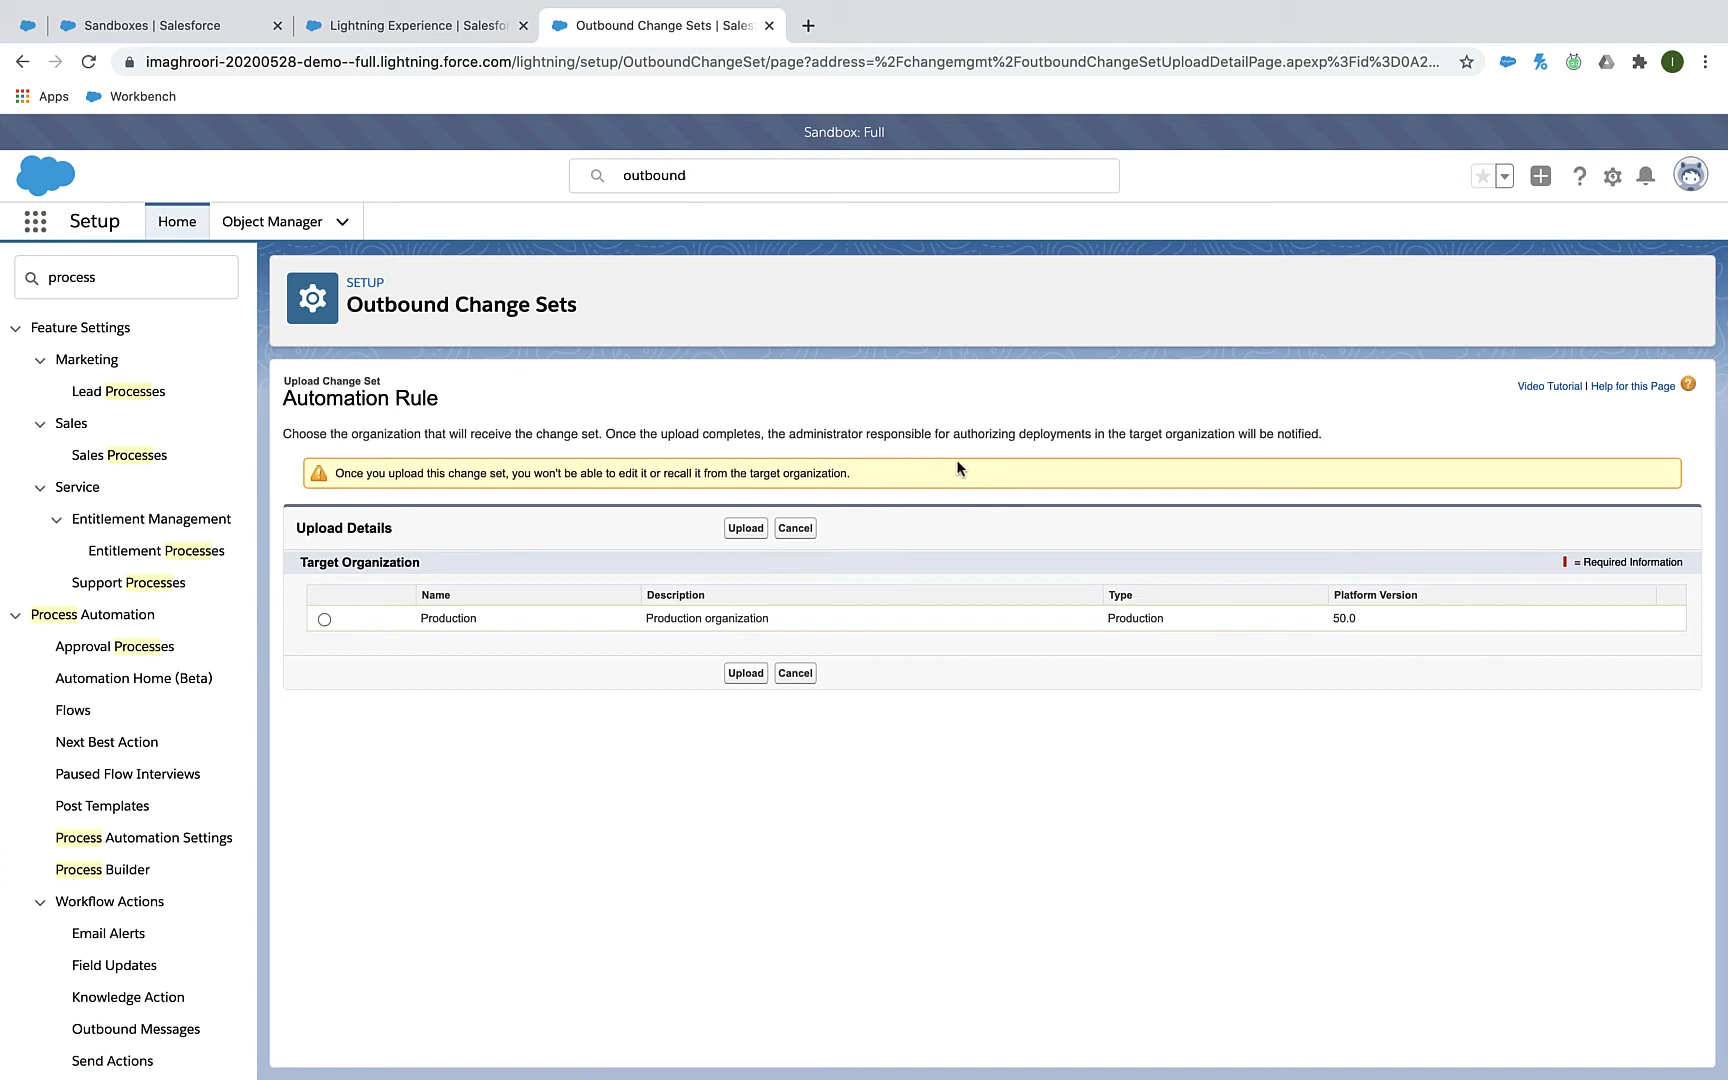 Sandboxes | Salesforce
Lightning Experience | Salesfo
Outbound Change Sets | Sales
imaghroori-20200528-demo--full.lightning.force.com/lightning/setup/OutboundChangeSet/page?address=%2Fchangemgmt%2FoutboundChangeSetUploadDetailPage.apexp%3Fid%3D0A2...
I
Apps
Workbench
Sandbox: Full
outbound
Setup
Home
Object Manager
process
Feature Settings
Marketing
Lead Processes
Sales
Sales Processes
Service
Entitlement Management
Entitlement Processes
Support Processes
Process Automation
Approval Processes
Automation Home (Beta)
Flows
Next Best Action
Paused Flow Interviews
Post Templates
Process Automation Settings
Process Builder
Workflow Actions
Email Alerts
Field Updates
Knowledge Action
Outbound Messages
Send Actions
SETUP
Outbound Change Sets
Upload Change Set
Automation Rule
Video Tutorial | Help for this Page ?
Choose the organization that will receive the change set. Once the upload completes, the administrator responsible for authorizing deployments in the target organization will be notified.
Once you upload this change set, you won't be able to edit it or recall it from the target organization.
Upload Details Upload Cancel
Target Organization = Required Information
Name Description Type Platform Version
Production Production organization Production 50.0
Upload Cancel